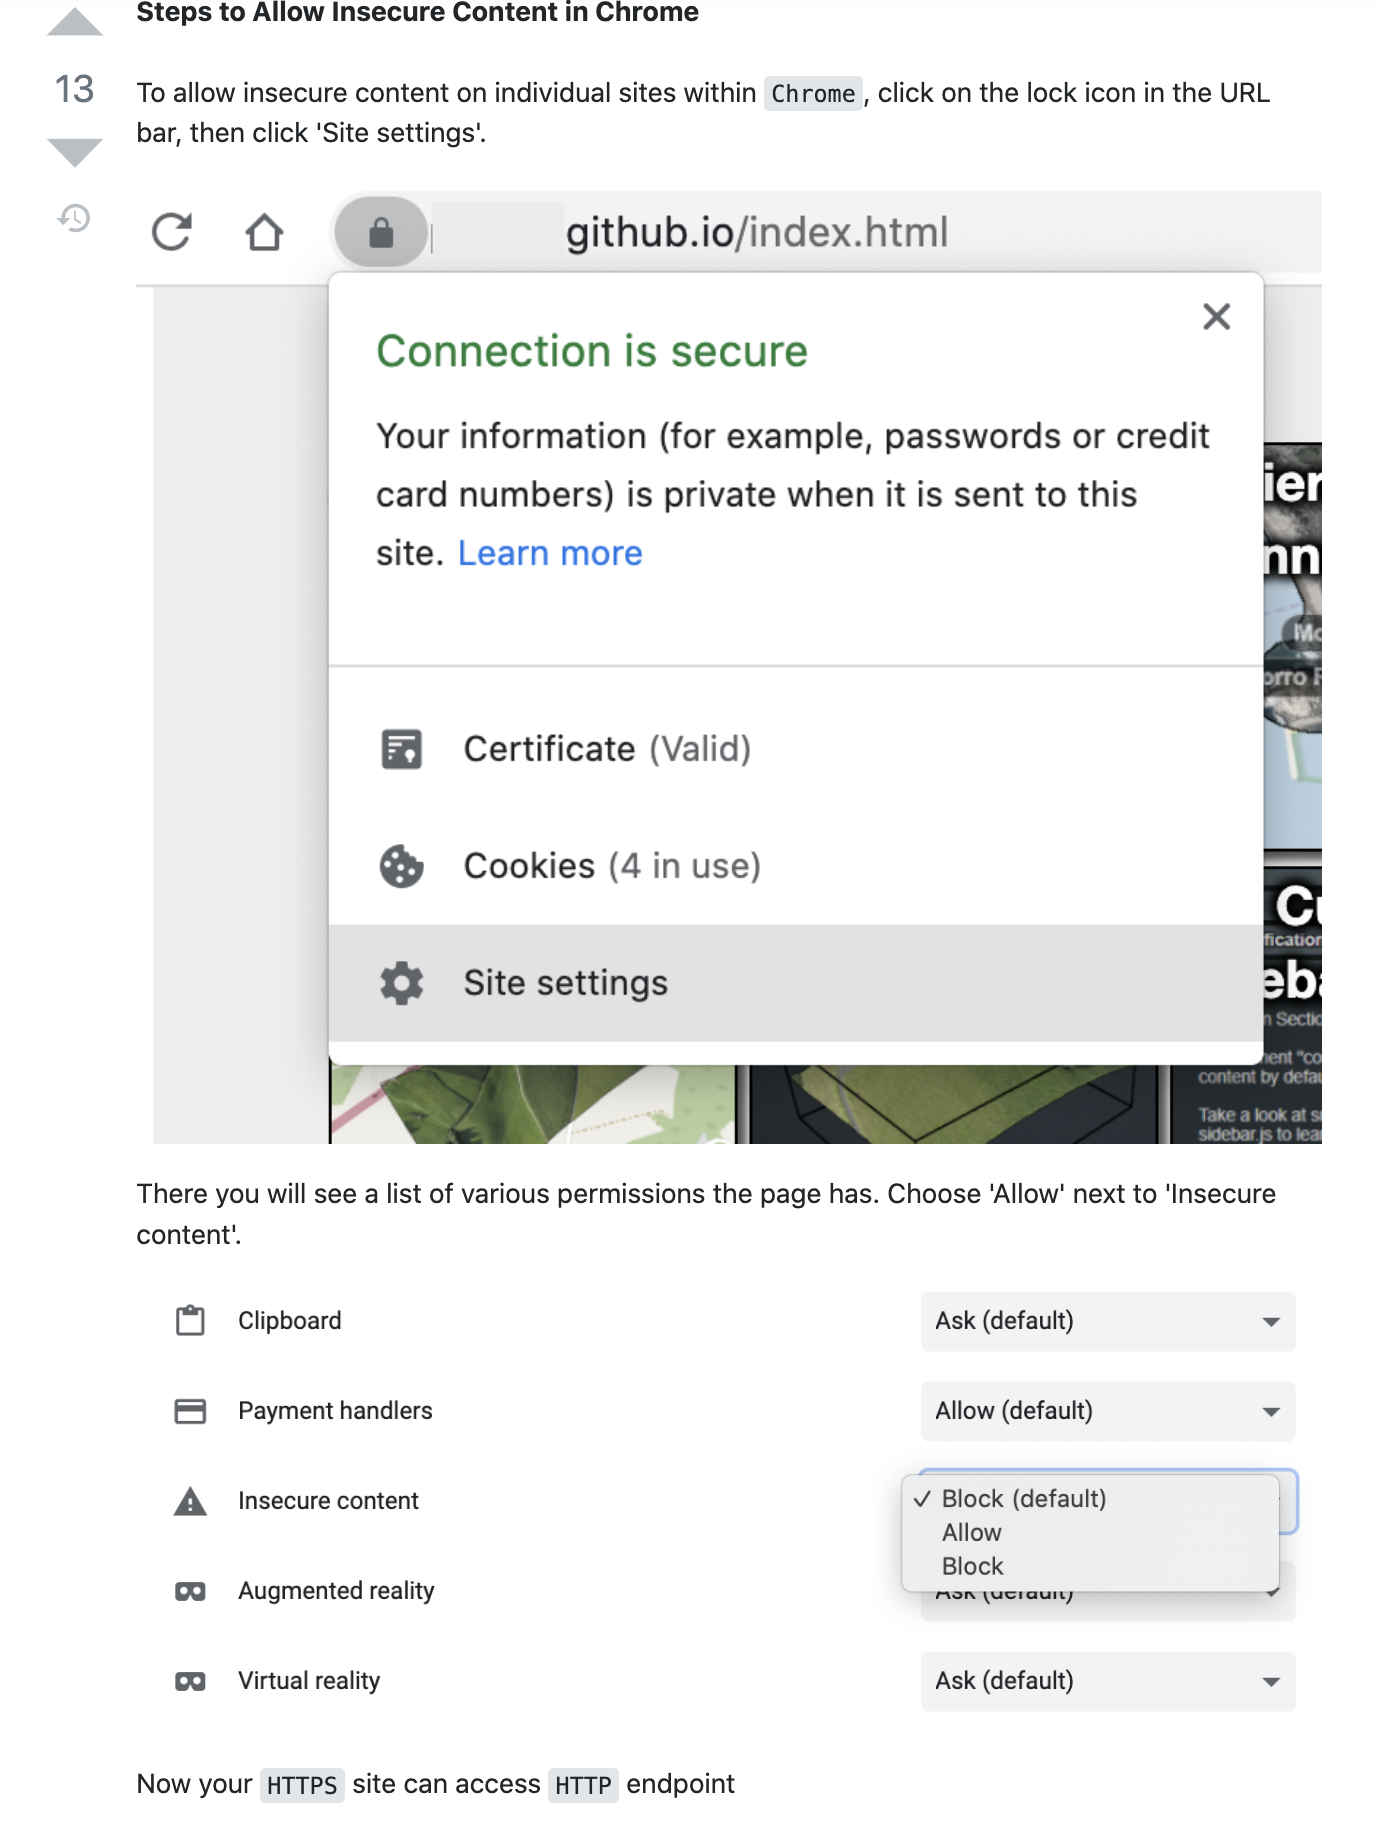 Steps to Allow Insecure Content in Chrome
13
To allow insecure content on individual sites within Chrome, click on the lock icon in the URL
bar, then click 'Site settings'.
github.io/index.html
Connection is secure
Your information (for example, passwords or credit
card numbers) is private when it is sent to this
site. Learn more
Certificate (Valid)
Cookies (4 in use)
Site settings
content by
Take a look at
sidebar.js to
There you will see a list of various permissions the page has. Choose 'Allow' next to 'Insecure
content'.
Clipboard Ask (default)
Payment handlers Allow (default)
Insecure content
✓ Block (default)
Allow
Block
Augmented reality Ask (default)
Virtual reality Ask (default)
Now your HTTPS site can access HTTP endpoint